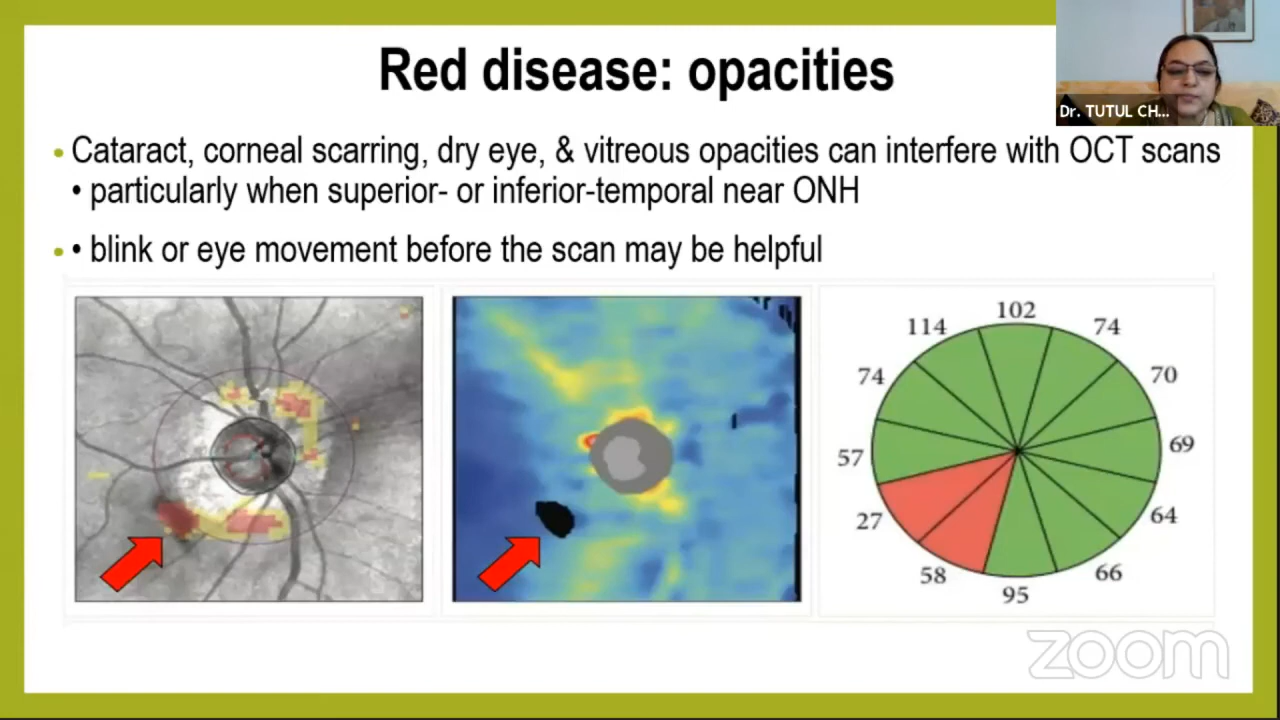 Red disease: opacities
Dr. TUTUL CH...
• Cataract, corneal scarring, dry eye, & vitreous opacities can interfere with OCT scans
• particularly when superior- or inferior-temporal near ONH
• • blink or eye movement before the scan may be helpful
102
114
74
74
70
57
69
27
64
58
66
95
zoom